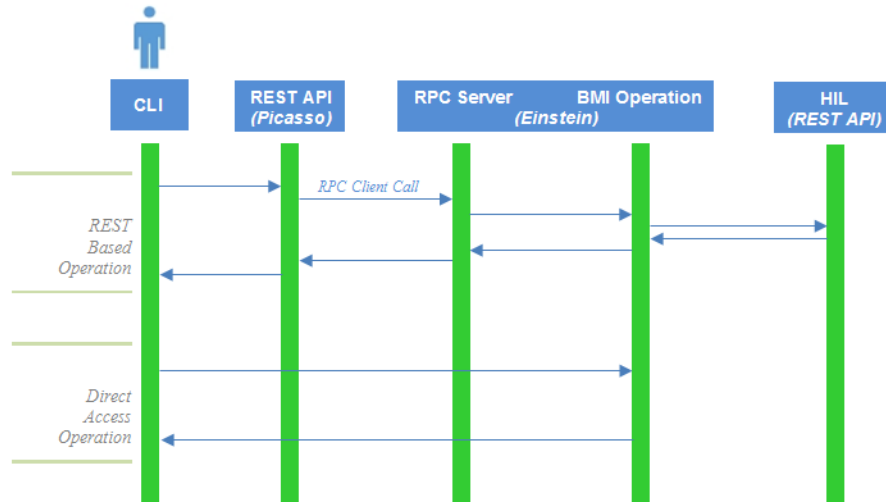 CLI
REST API
(Picasso)
RPC Server
BMI Operation
(Einstein)
HIL
(REST API)
RPC Client Call
REST
Based
Operation
Direct
Access
Operation